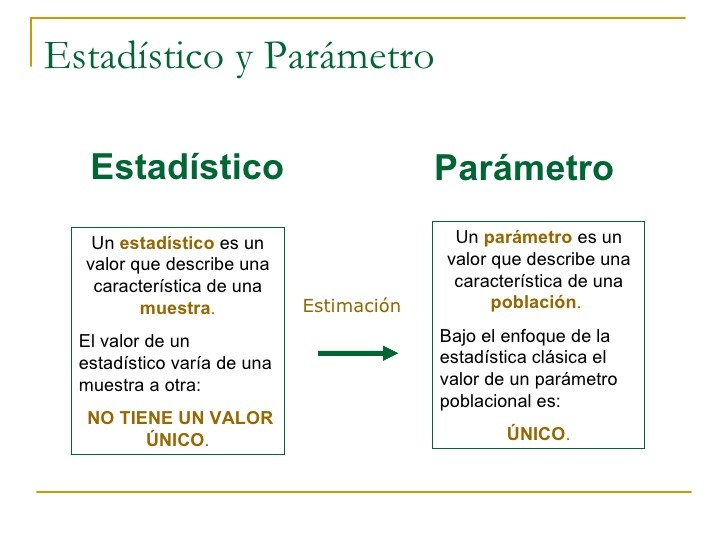 Estadístico y Parámetro
Estadístico
Un estadístico es un
valor que describe una
característica de una
muestra.
El valor de un
estadístico varía de una
muestra a otra:
NO TIENE UN VALOR
ÚNICO.
Estimación
Parámetro
Un parámetro es un
valor que describe una
característica de una
población.
Bajo el enfoque de la
estadística clásica el
valor de un parámetro
poblacional es:
ÚNICO.